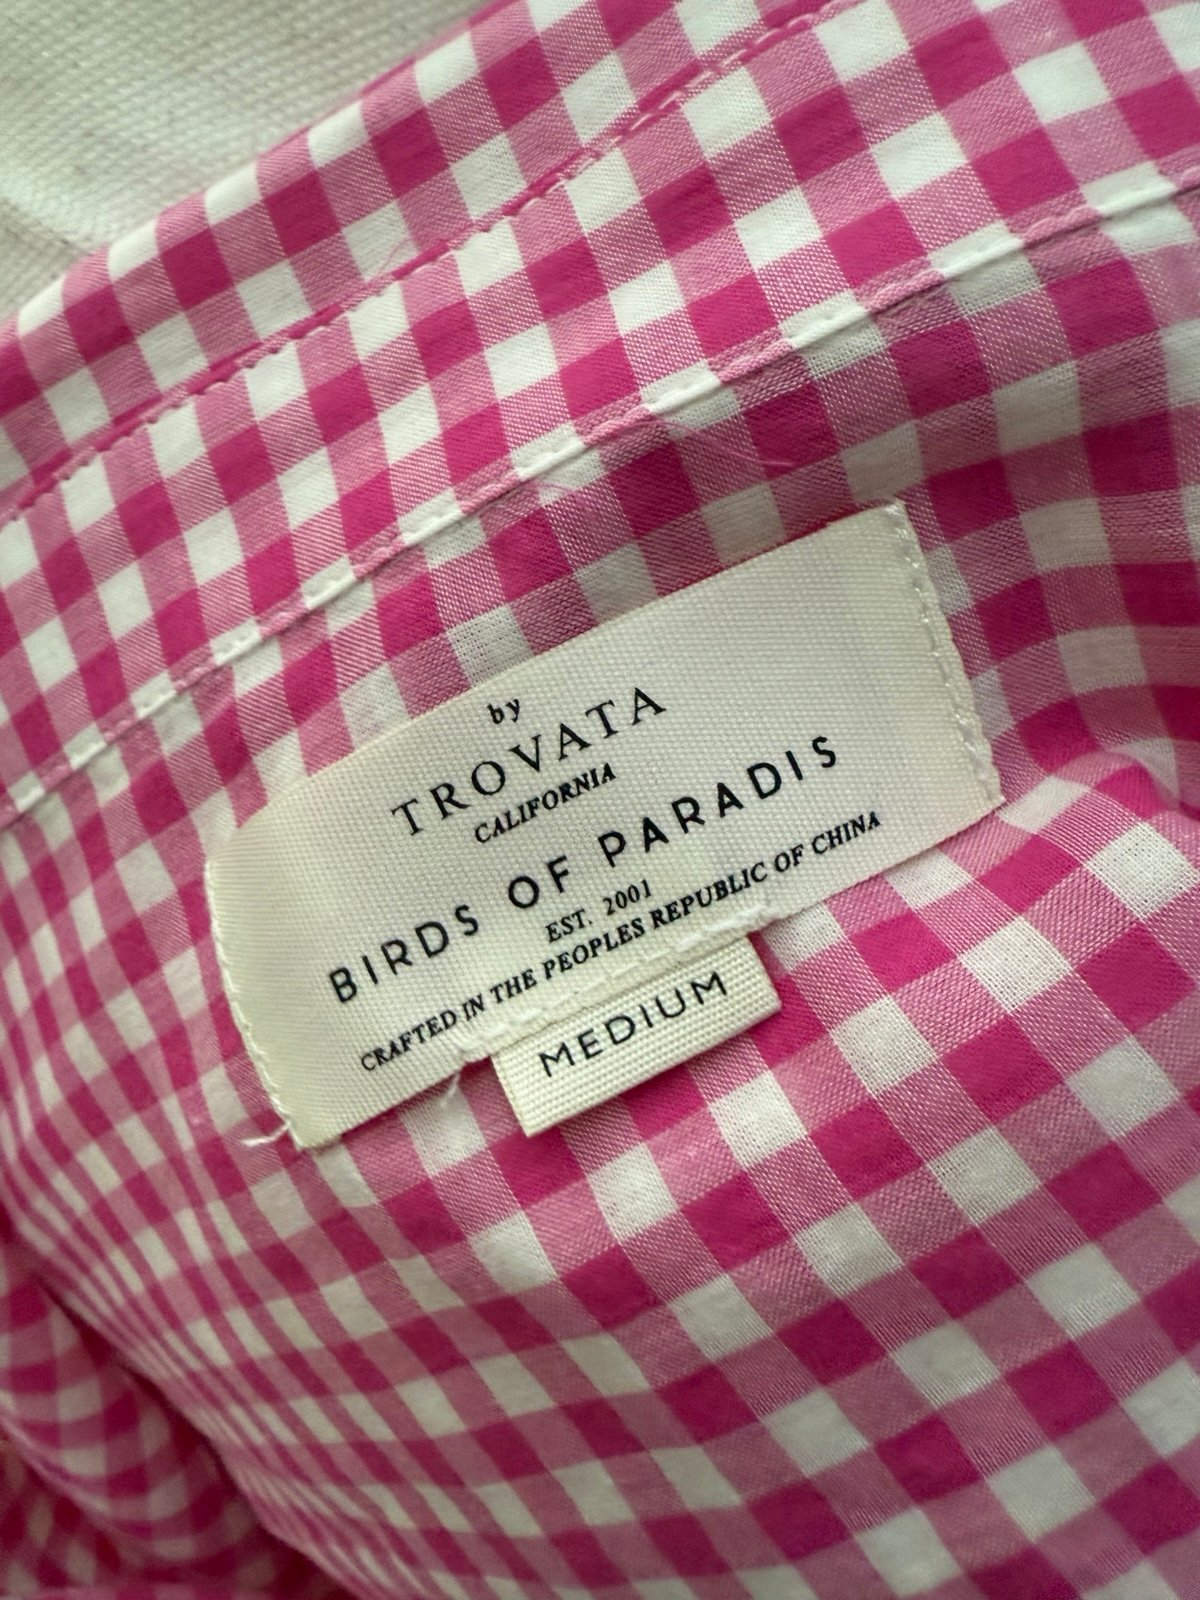 by
TROVATA
CALIFORNIA
BIRDS OF PARADIS
EST. 2001
CRAFTED IN THE PEOPLES REPUBLIC OF CHINA
MEDIUM